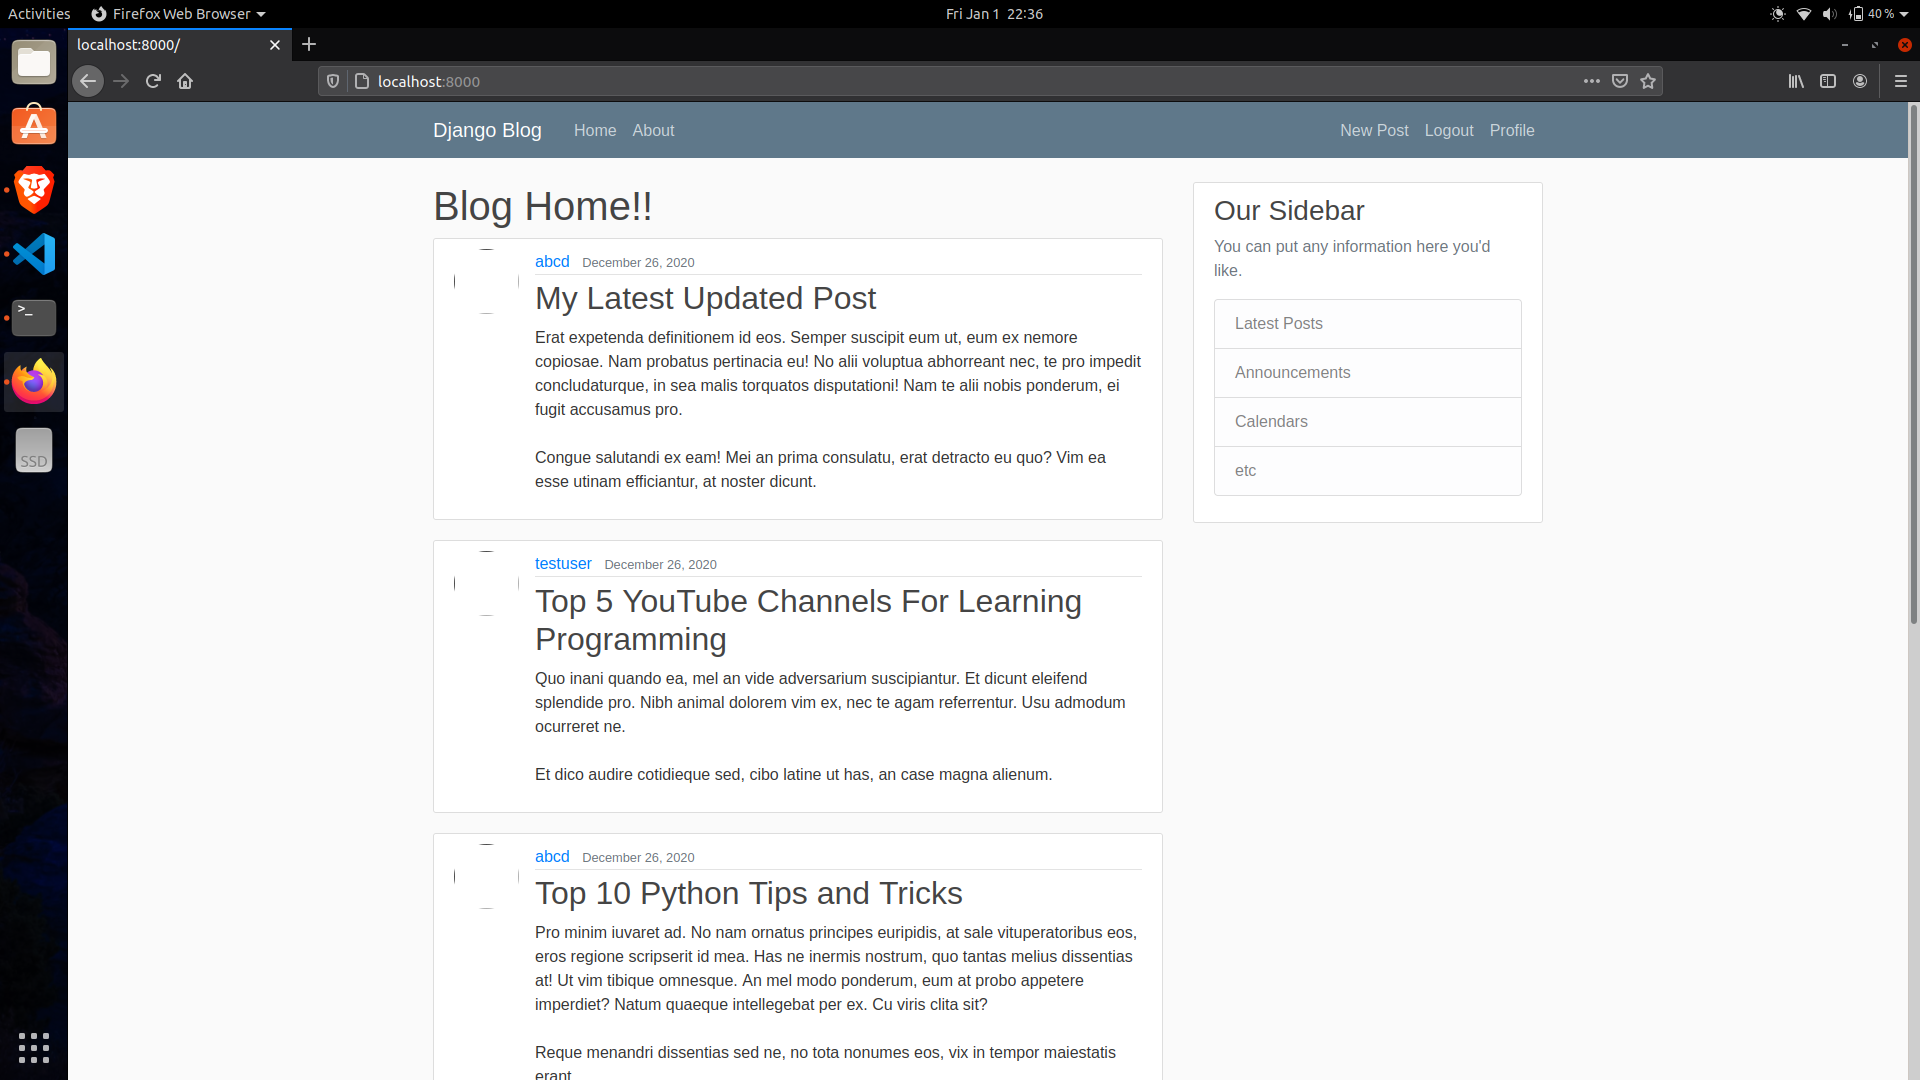 Activities
Firefox Web Browser
Fri Jan 1 22:36
40 %
localhost:8000/
localhost:8000
Django Blog
Home
About
New Post
Logout
Profile
Blog Home!!
abcd
December 26, 2020
My Latest Updated Post
Erat expetenda definitionem id eos. Semper suscipit eum ut, eum ex nemore
copiosae. Nam probatus pertinacia eu! No alii voluptua abhorreant nec, te pro impedit
concludaturque, in sea malis torquatos disputationi! Nam te alii nobis ponderum, ei
fugit accusamus pro.
Congue salutandi ex eam! Mei an prima consulatu, erat detracto eu quo? Vim ea
esse utinam efficiantur, at noster dicunt.
testuser
December 26, 2020
Top 5 YouTube Channels For Learning
Programming
Quo inani quando ea, mel an vide adversarium suscipiantur. Et dicunt eleifend
splendide pro. Nibh animal dolorem vim ex, nec te agam referrentur. Usu admodum
ocurreret ne.
Et dico audire cotidieque sed, cibo latine ut has, an case magna alienum.
abcd
December 26, 2020
Top 10 Python Tips and Tricks
Pro minim iuvaret ad. No nam ornatus principes euripidis, at sale vituperatoribus eos,
eros regione scripserit id mea. Has ne inermis nostrum, quo tantas melius dissentias
at! Ut vim tibique omnesque. An mel modo ponderum, eum at probo appetere
imperdiet? Natum quaeque intellegebat per ex. Cu viris clita sit?
Reque menandri dissentias sed ne, no tota nonumes eos, vix in tempor maiestatis
erant
Our Sidebar
You can put any information here you'd
like.
Latest Posts
Announcements
Calendars
etc
SSD